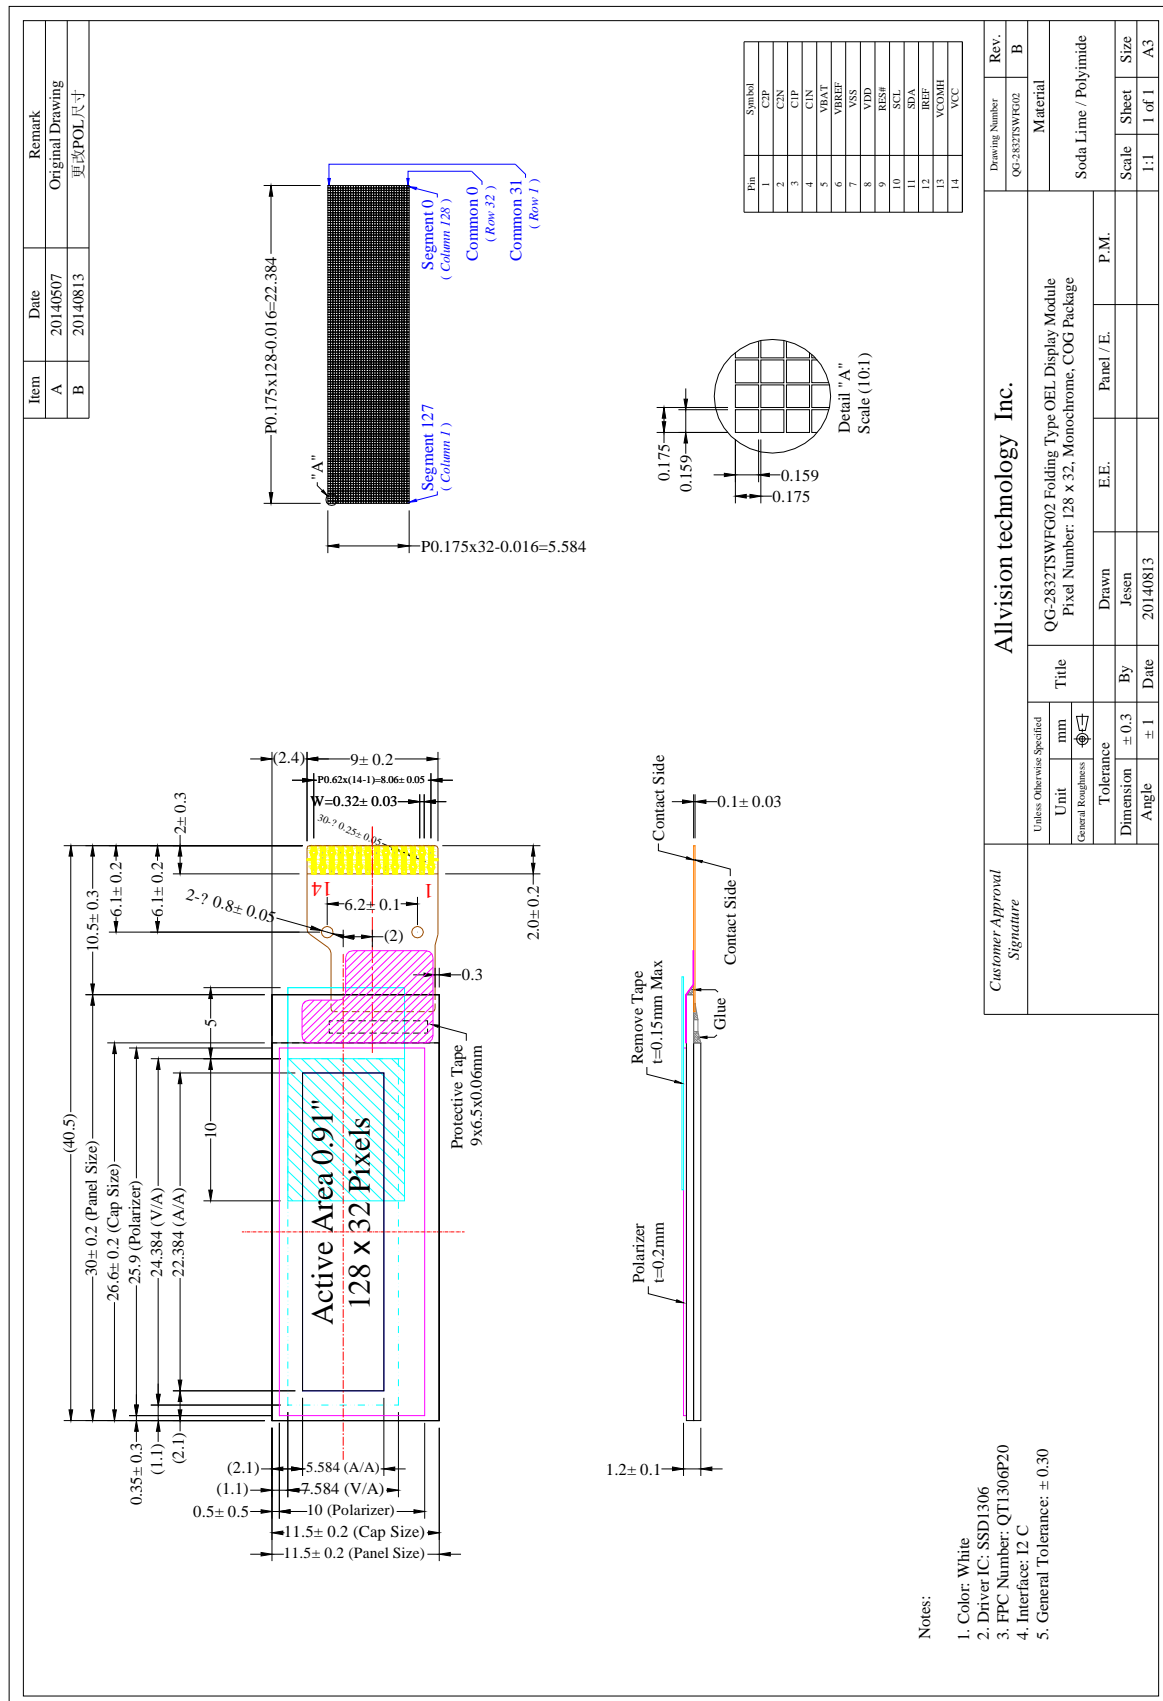 Item Date Remark
A 20140507 Original Drawing
B 20140813 更改POL尺寸
(40.5)
30± 0.2 (Panel Size)
26.6± 0.2 (Cap Size)
25.9 (Polarizer)
24.384 (V/A)
22.384 (A/A)
0.35± 0.3
(1.1)
(2.1)
10.5± 0.3
6.1± 0.2
6.1± 0.2
2± 0.3
5
10
(2.4)
9± 0.2
P0.62x(14-1)=8.06± 0.05
W=0.32± 0.03
30-? 0.25± 0.05
14
1
2-? 0.8± 0.05
6.2± 0.1
(2)
2.0± 0.2
0.3
Protective Tape
9x6.5x0.06mm
Active Area 0.91"
128 x 32 Pixels
(2.1)
5.584 (A/A)
(1.1)
7.584 (V/A)
0.5± 0.5
10 (Polarizer)
11.5± 0.2 (Cap Size)
11.5± 0.2 (Panel Size)
P0.175x128-0.016=22.384
"A"
P0.175x32-0.016=5.584
Segment 127
( Column 1 )
Segment 0
( Column 128 )
Common 0
( Row 32 )
Common 31
( Row 1 )
1.2± 0.1
Polarizer
t=0.2mm
Remove Tape
t=0.15mm Max
Glue
Contact Side
Contact Side
0.1± 0.03
0.175
0.159
0.159
0.175
Detail "A"
Scale (10:1)
Pin Symbol
1 C2P
2 C2N
3 C1P
4 C1N
5 VBAT
6 VBREF
7 VSS
8 VDD
9 RES#
10 SCL
11 SDA
12 IREF
13 VCOMH
14 VCC
Notes:
1. Color: White
2. Driver IC: SSD1306
3. FPC Number: QT1306P20
4. Interface: I2 C
5. General Tolerance: ± 0.30
Customer Approval
Signature
Allvision technology Inc.
Drawing Number Rev.
QG-2832TSWFG02 B
Unless Otherwise Specified
Unit mm
General Roughness
Tolerance
Dimension ± 0.3
Angle ± 1
Title
QG-2832TSWFG02 Folding Type OEL Display Module
Pixel Number: 128 x 32, Monochrome, COG Package
Material
Soda Lime / Polyimide
Drawn E.E. Panel / E. P.M.
By Jesen
Date 20140813
Scale Sheet Size
1:1 1 of 1 A3